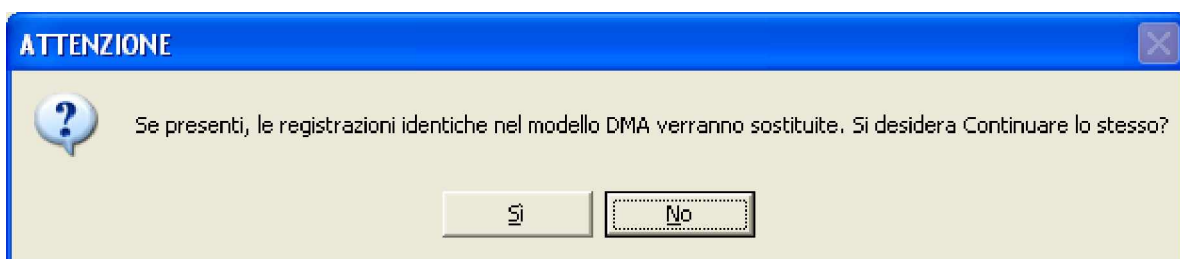 ATTENZIONE
Se presenti, le registrazioni identiche nel modello DMA verranno sostituite. Si desidera Continuare lo stesso?
Sì No